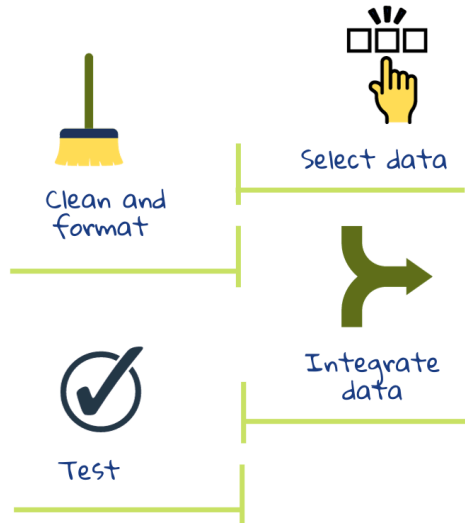 Select data
Clean and
format
Integrate
data
Test